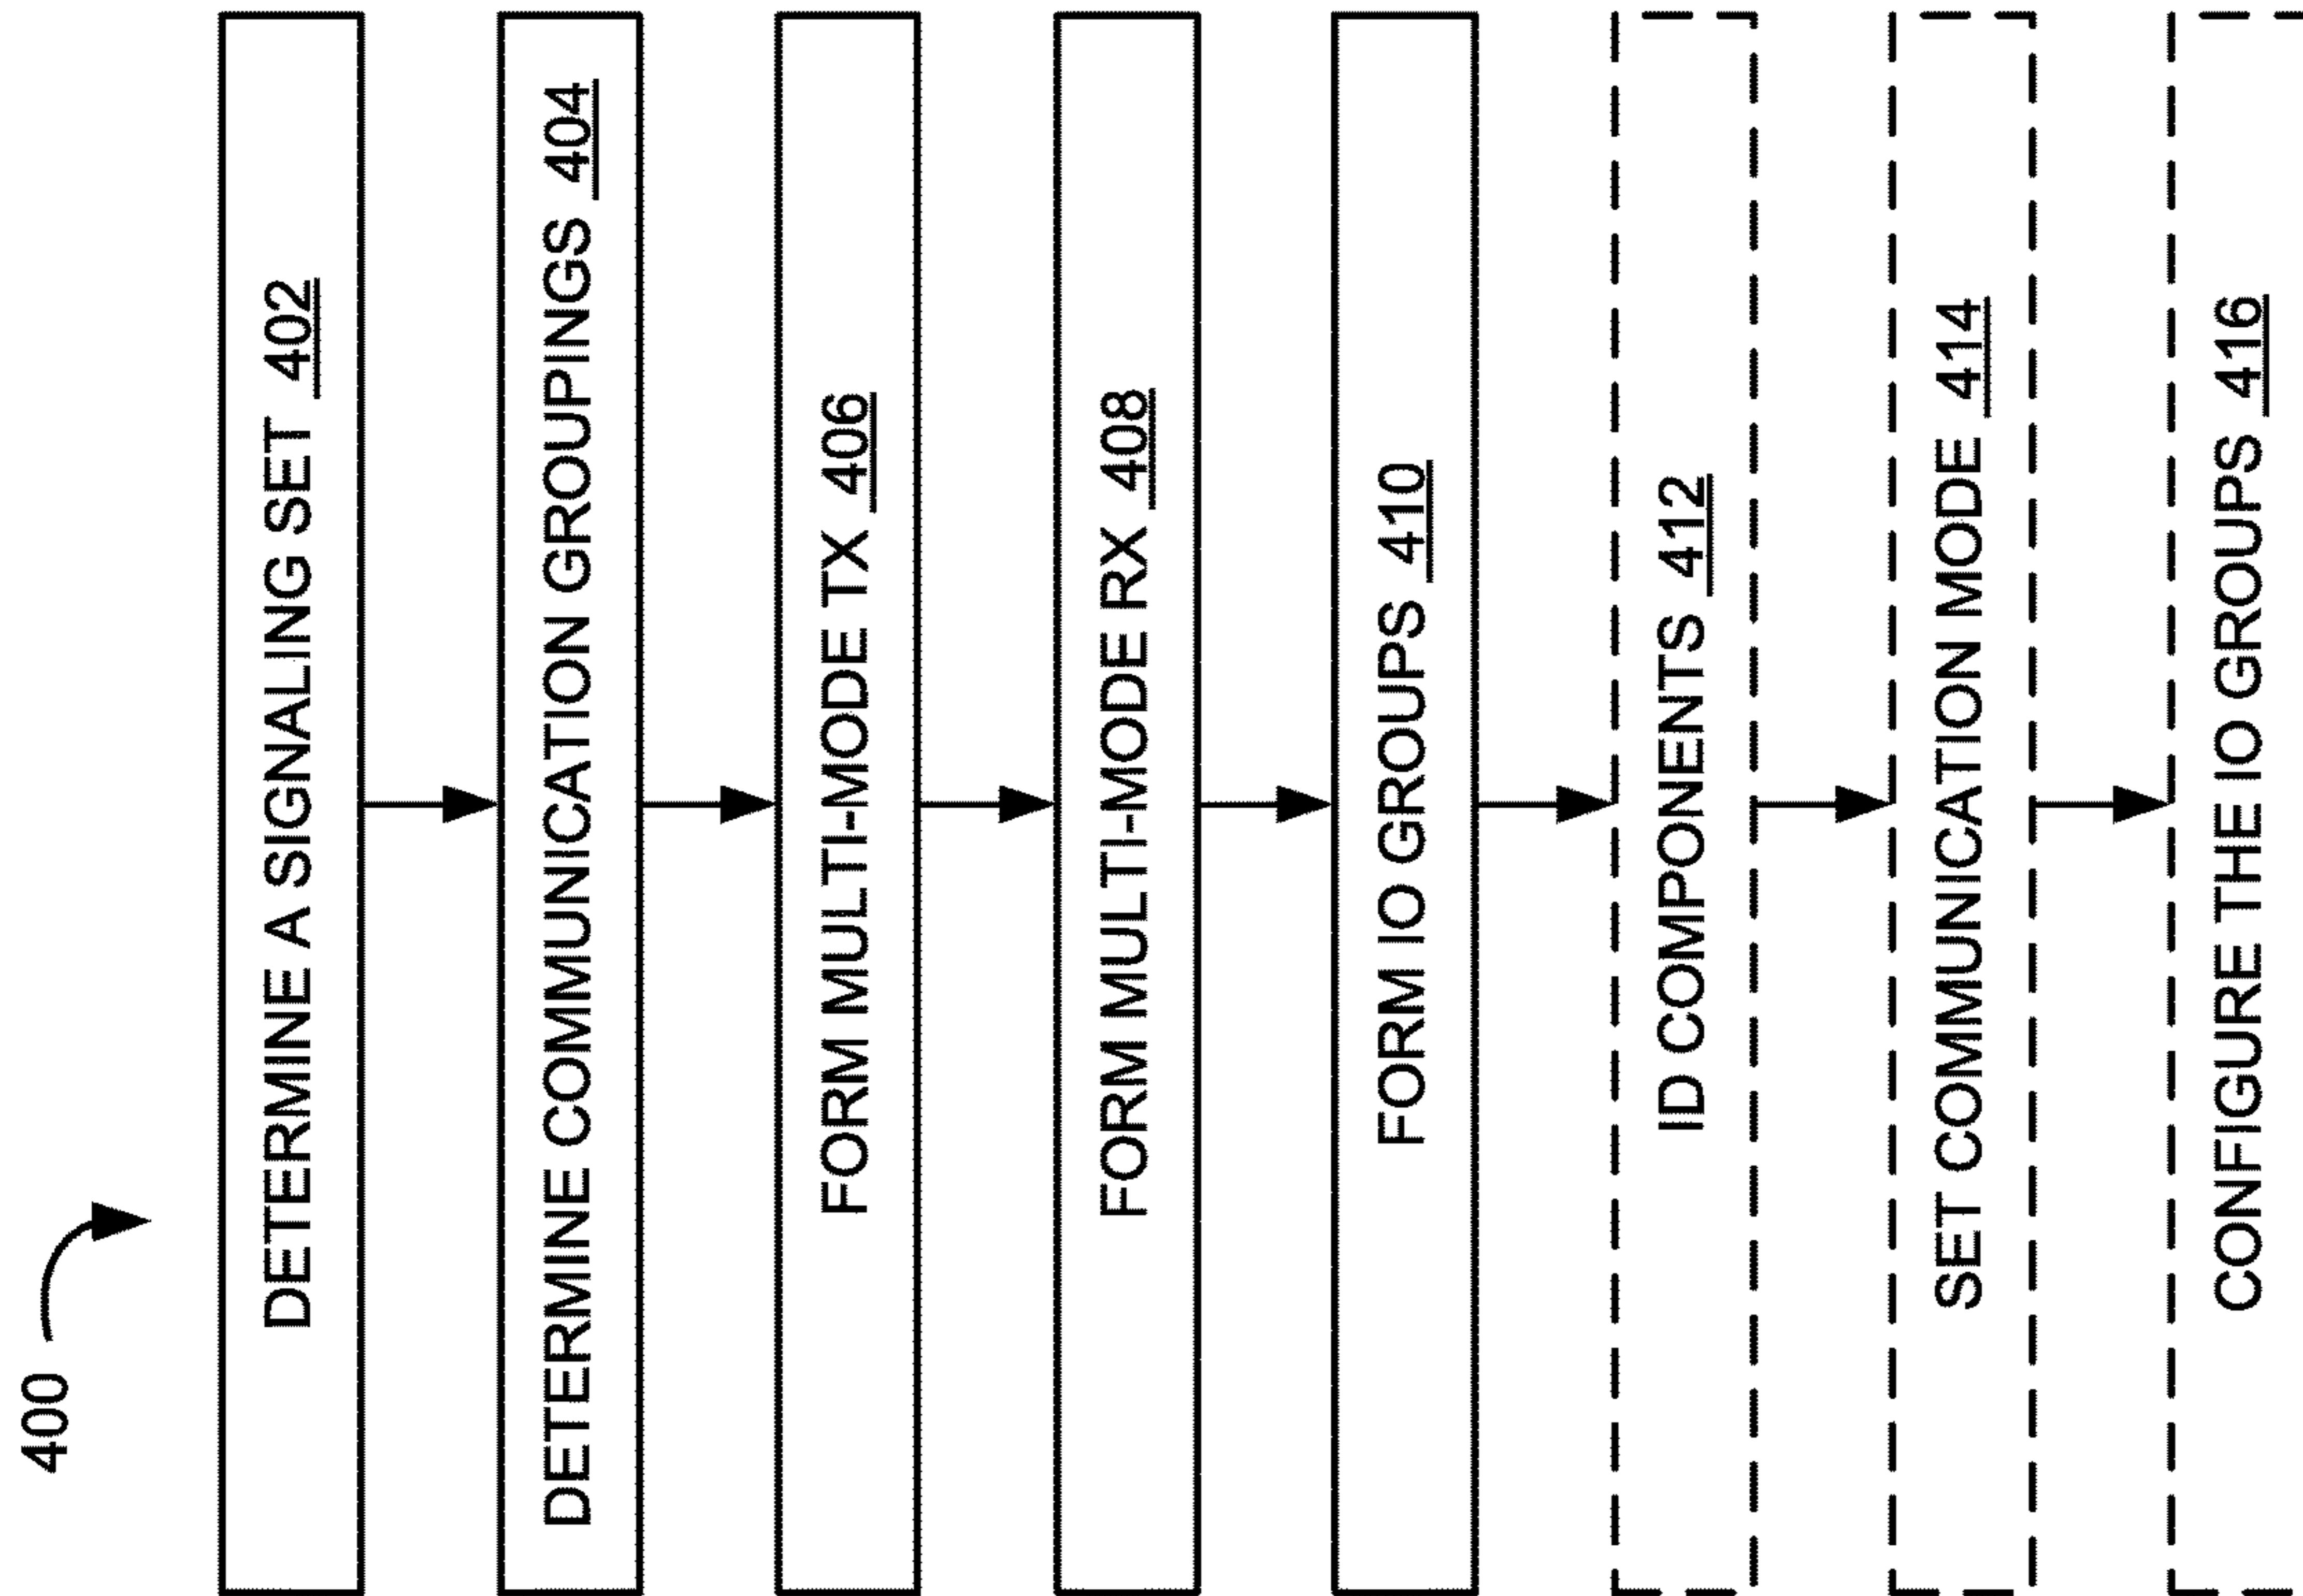 400
DETERMINE A SIGNALING SET 402
DETERMINE COMMUNICATION GROUPINGS 404
FORM MULTI-MODE TX 406
FORM MULTI-MODE RX 408
FORM IO GROUPS 410
ID COMPONENTS 412
SET COMMUNICATION MODE 414
CONFIGURE THE IO GROUPS 416